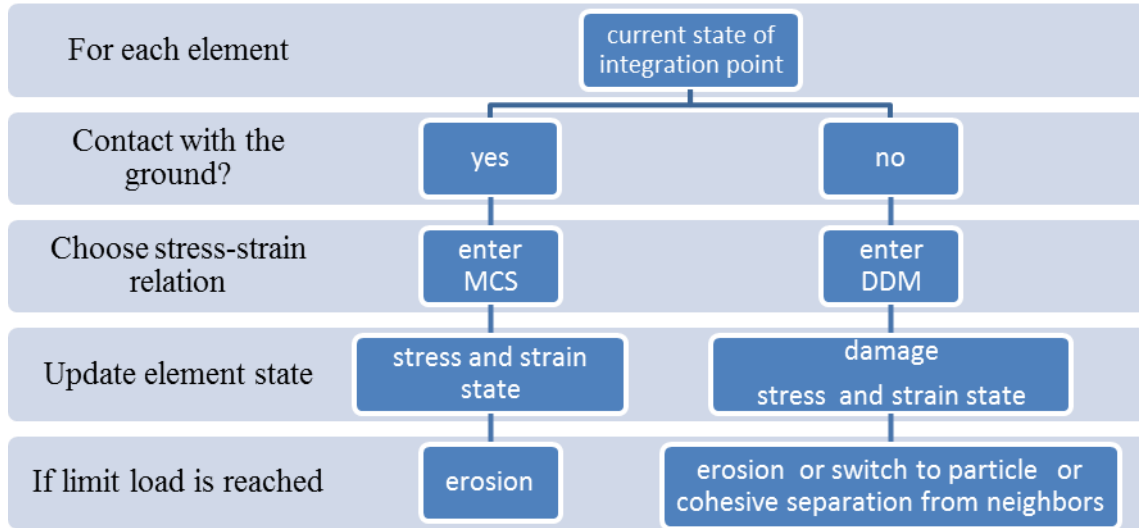 For each element
current state of
integration point
Contact with the
ground?
yes
no
Choose stress-strain
relation
enter
MCS
enter
DDM
Update element state
stress and strain
state
damage
stress and strain state
If limit load is reached
erosion
erosion or switch to particle or
cohesive separation from neighbors